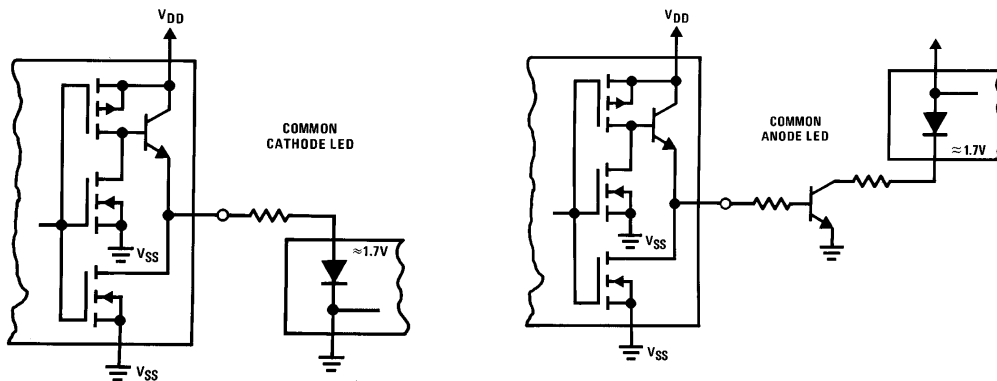 VDD
COMMON
CATHODE LED
VSS
≈1.7V
VSS
VDD
COMMON
ANODE LED
≈1.7V
VSS
VSS